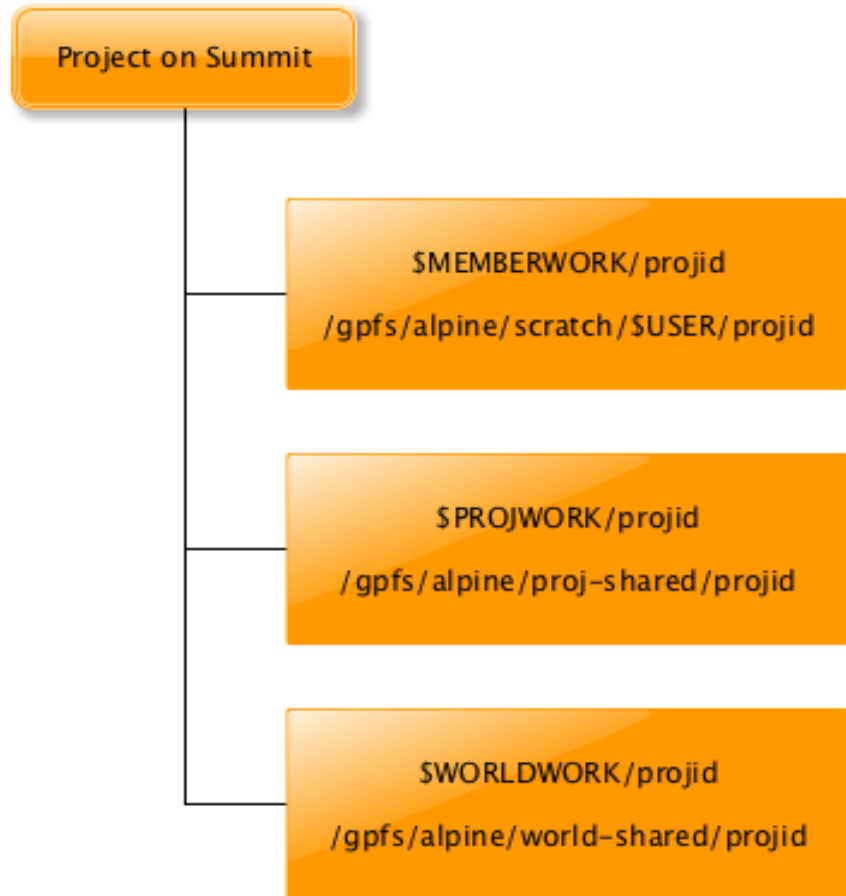 Project on Summit
$MEMBERWORK/projid
/gpfs/alpine/scratch/$USER/projid
$PROJWORK/projid
/gpfs/alpine/proj-shared/projid
$WORLDWORK/projid
/gpfs/alpine/world-shared/projid